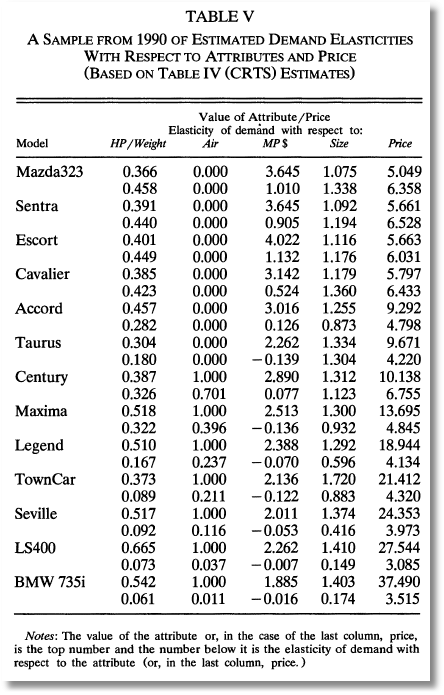 TABLE V
A SAMPLE FROM 1990 OF ESTIMATED DEMAND ELASTICITIES
WITH RESPECT TO ATTRIBUTES AND PRICE
(BASED ON TABLE IV (CRTS) ESTIMATES)
Value of Attribute/Price
Elasticity of demand with respect to:
Model HP/Weight Air MP$ Size Price
Mazda323 0.366 0.000 3.645 1.075 5.049
0.458 0.000 1.010 1.338 6.358
Sentra 0.391 0.000 3.645 1.092 5.661
0.440 0.000 0.905 1.194 6.528
Escort 0.401 0.000 4.022 1.116 5.663
0.449 0.000 1.132 1.176 6.031
Cavalier 0.385 0.000 3.142 1.179 5.797
0.423 0.000 0.524 1.360 6.433
Accord 0.457 0.000 3.016 1.255 9.292
0.282 0.000 0.126 0.873 4.798
Taurus 0.304 0.000 2.262 1.334 9.671
0.180 0.000 −0.139 1.304 4.220
Century 0.387 1.000 2.890 1.312 10.138
0.326 0.701 0.077 1.123 6.755
Maxima 0.518 1.000 2.513 1.300 13.695
0.322 0.396 −0.136 0.932 4.845
Legend 0.510 1.000 2.388 1.292 18.944
0.167 0.237 −0.070 0.596 4.134
TownCar 0.373 1.000 2.136 1.720 21.412
0.089 0.211 −0.122 0.883 4.320
Seville 0.517 1.000 2.011 1.374 24.353
0.092 0.116 −0.053 0.416 3.973
LS400 0.665 1.000 2.262 1.410 27.544
0.073 0.037 −0.007 0.149 3.085
BMW 735i 0.542 1.000 1.885 1.403 37.490
0.061 0.011 −0.016 0.174 3.515
Notes: The value of the attribute or, in the case of the last column, price,
is the top number and the number below it is the elasticity of demand with
respect to the attribute (or, in the last column, price.)